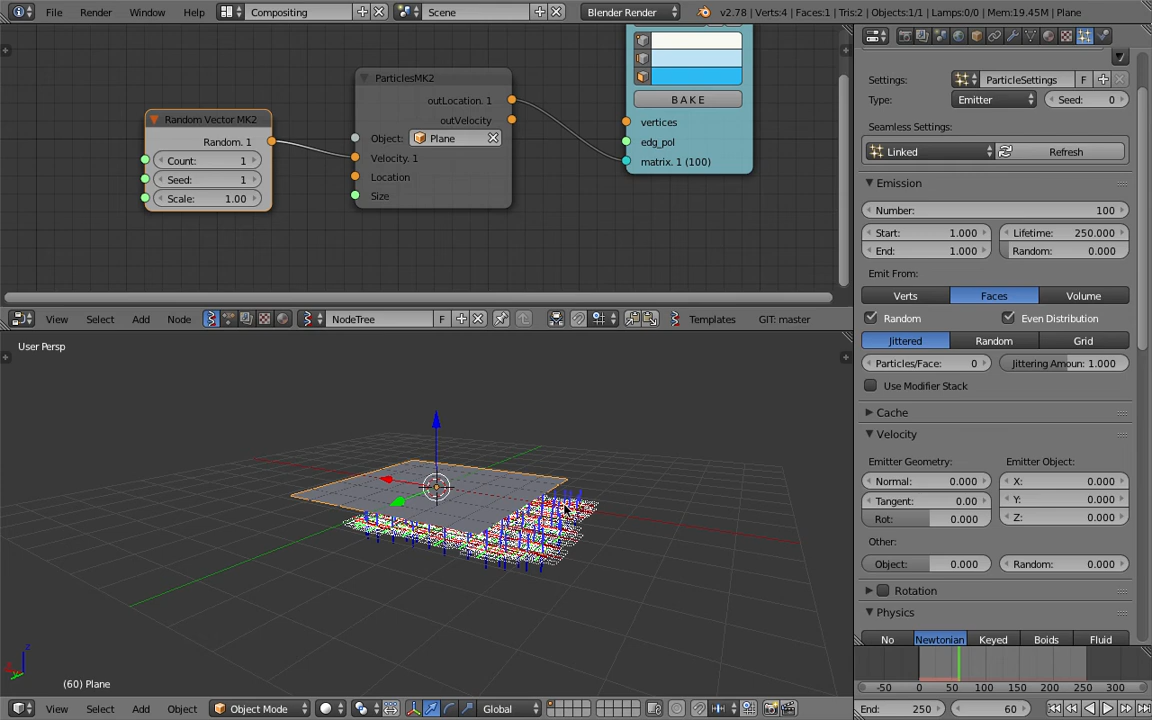 File Render Window Help Compositing Scene Blender Render v2.78 | Verts:4 | Faces:1 | Tris:2 | Objects:1/1 | Lamps:0/0 | Mem:19.45M | Plane
Random Vector MK2
Random. 1
Count: 1
Seed: 1
Scale: 1.00
ParticlesMK2
outLocation. 1
outVelocity
Object: Plane
Velocity. 1
Location
Size
BAKE
vertices
edg_pol
matrix. 1 (100)
View Select Add Node NodeTree F Templates GIT: master
User Persp
(60) Plane
View Select Add Object Object Mode Global
Settings: ParticleSettings F
Type: Emitter Seed: 0
Seamless Settings:
Linked Refresh
Emission
Number: 100
Start: 1.000 Lifetime: 250.000
End: 1.000 Random: 0.000
Emit From:
Verts Faces Volume
Random Even Distribution
Jittered Random Grid
Particles/Face: 0 Jittering Amoun: 1.000
Use Modifier Stack
Cache
Velocity
Emitter Geometry: Emitter Object:
Normal: 0.000 X: 0.000
Tangent: 0.00 Y: 0.000
Rot: 0.000 Z: 0.000
Other:
Object: 0.000 Random: 0.000
Rotation
Physics
No Newtonian Keyed Boids Fluid
-50 0 50 100 150 200 250 300
End: 250 60